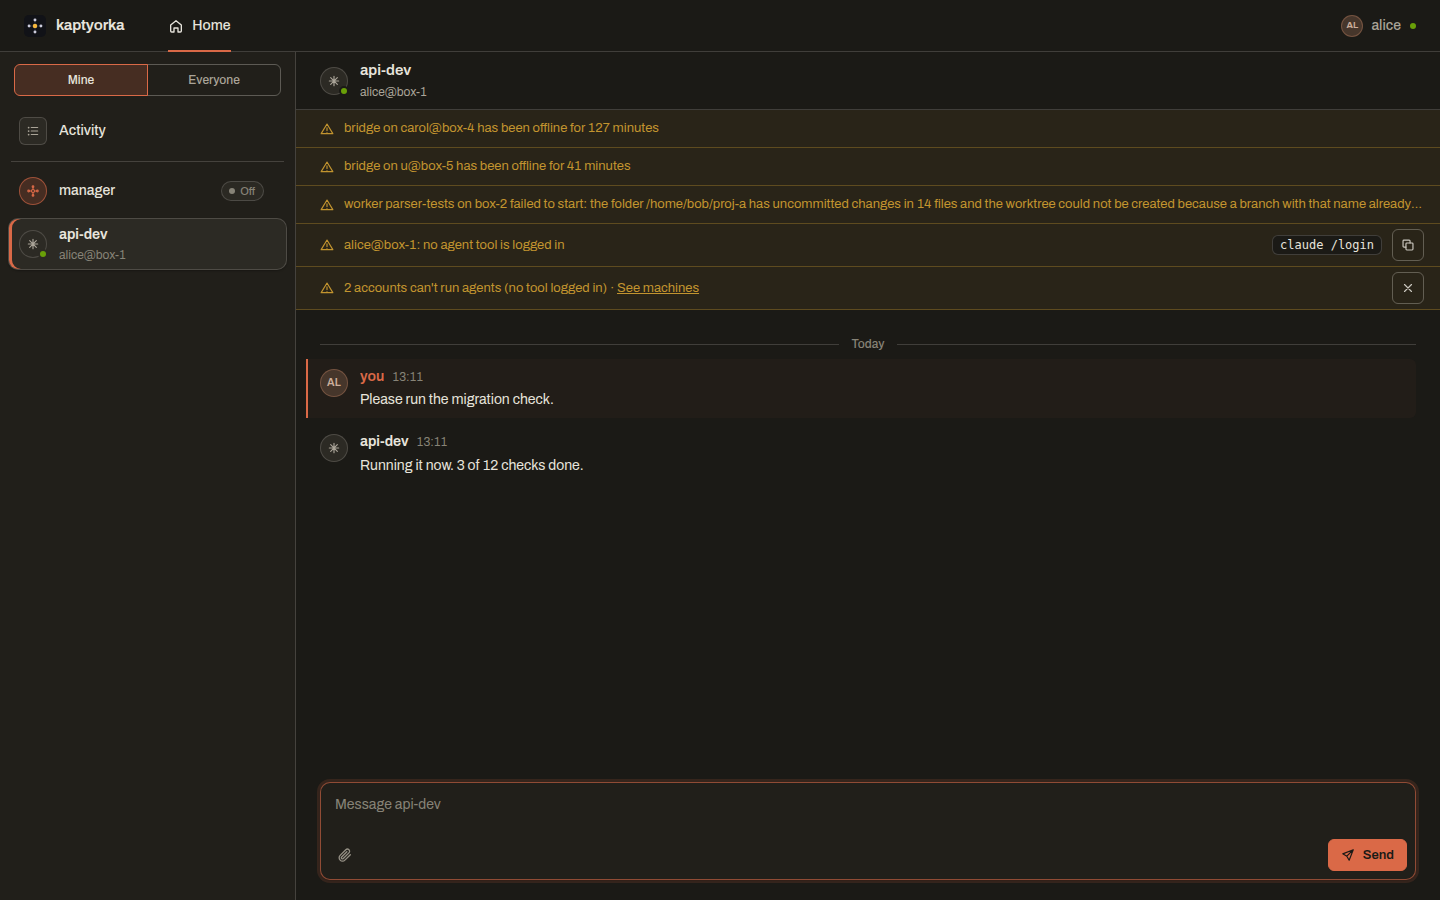 kaptyorka
Home
AL alice
Mine
Everyone
Activity
manager
Off
api-dev
alice@box-1
api-dev
alice@box-1
bridge on carol@box-4 has been offline for 127 minutes
bridge on u@box-5 has been offline for 41 minutes
worker parser-tests on box-2 failed to start: the folder /home/bob/proj-a has uncommitted changes in 14 files and the worktree could not be created because a branch with that name already...
alice@box-1: no agent tool is logged in
claude /login
2 accounts can't run agents (no tool logged in) · See machines
Today
AL
you 13:11
Please run the migration check.
api-dev 13:11
Running it now. 3 of 12 checks done.
Message api-dev
Send